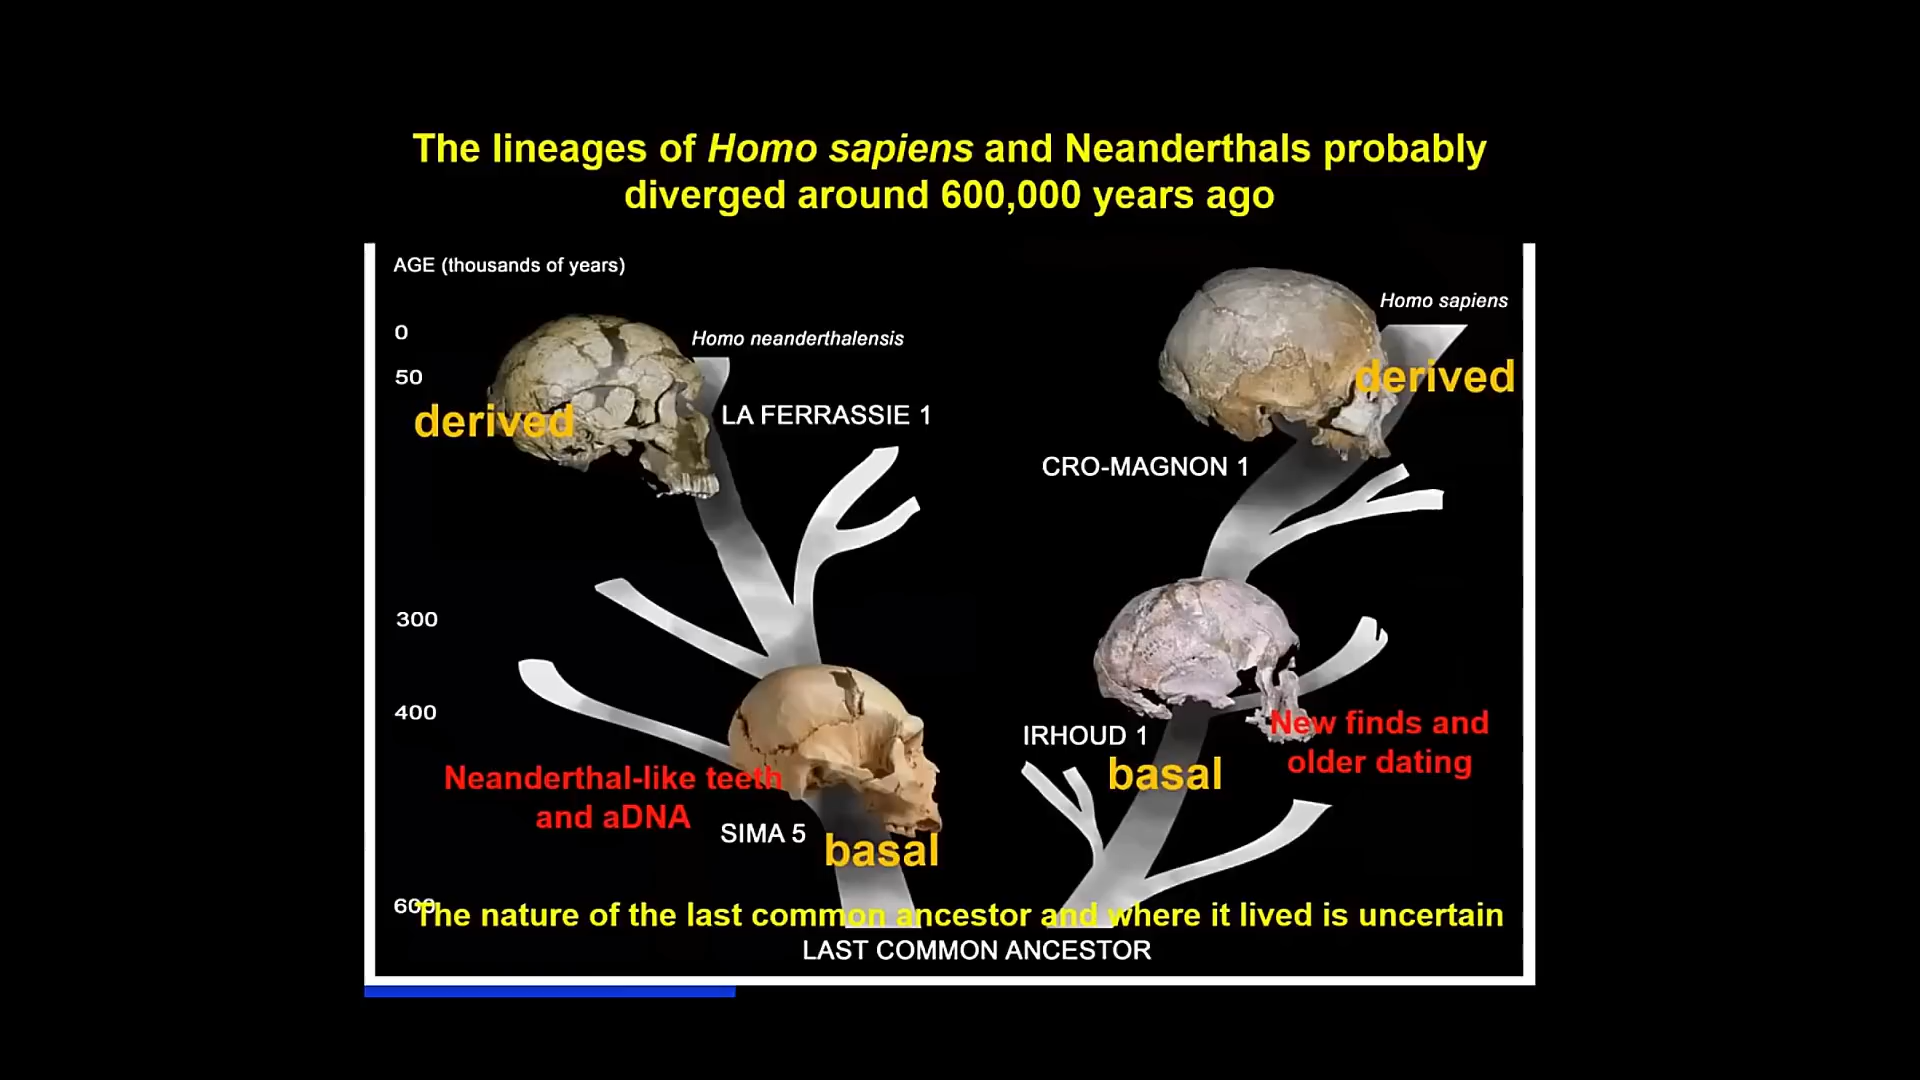 The lineages of Homo sapiens and Neanderthals probably
diverged around 600,000 years ago
AGE (thousands of years)
0
50
300
400
600
Homo neanderthalensis
derived
LA FERRASSIE 1
Neanderthal-like teeth
and aDNA
SIMA 5
basal
Homo sapiens
derived
CRO-MAGNON 1
IRHOUD 1
basal
New finds and
older dating
The nature of the last common ancestor and where it lived is uncertain
LAST COMMON ANCESTOR